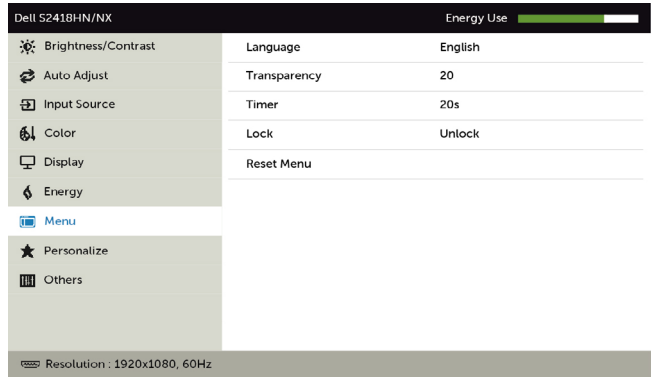 Dell S2418HN/NX Energy Use
Brightness/Contrast
Auto Adjust
Input Source
Color
Display
Energy
Menu
Personalize
Others
Language English
Transparency 20
Timer 20s
Lock Unlock
Reset Menu
Resolution : 1920x1080, 60Hz